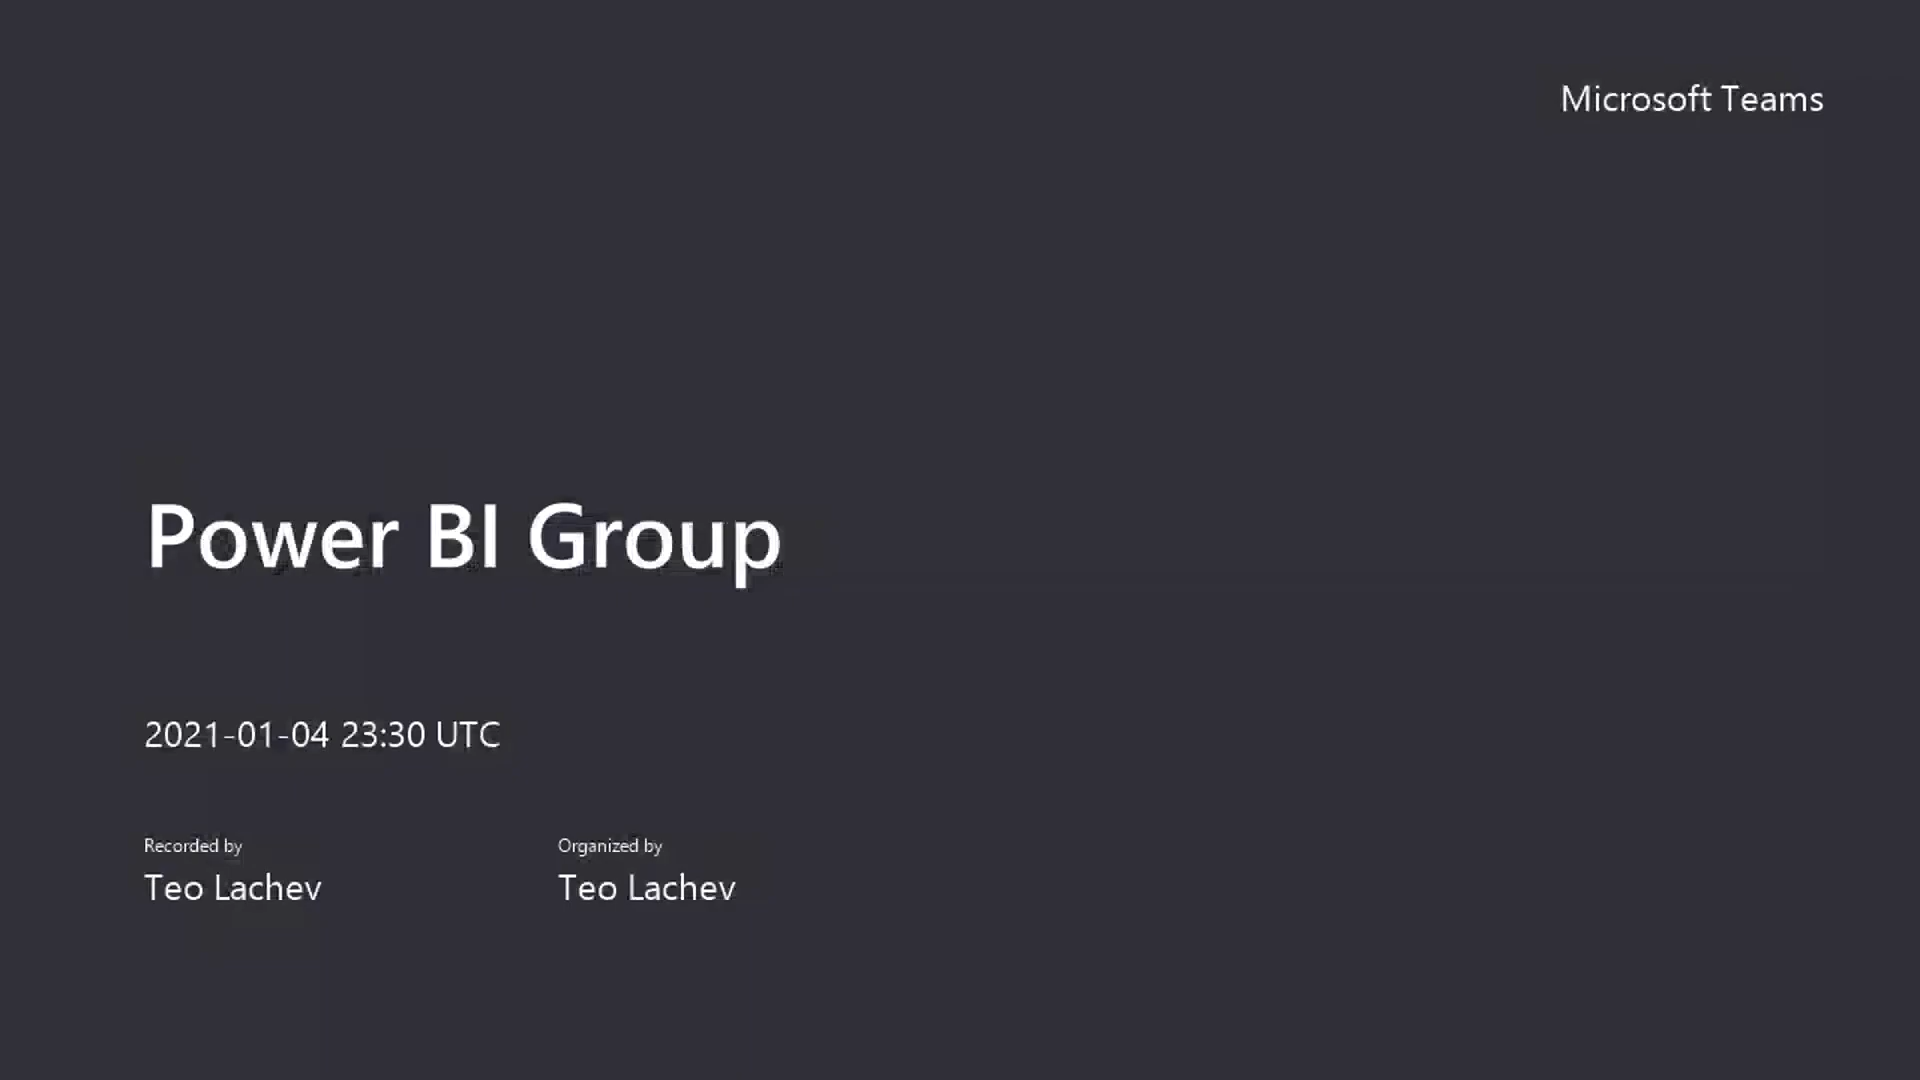 Microsoft Teams
Power BI Group
2021-01-04 23:30 UTC
Recorded by
Teo Lachev
Organized by
Teo Lachev